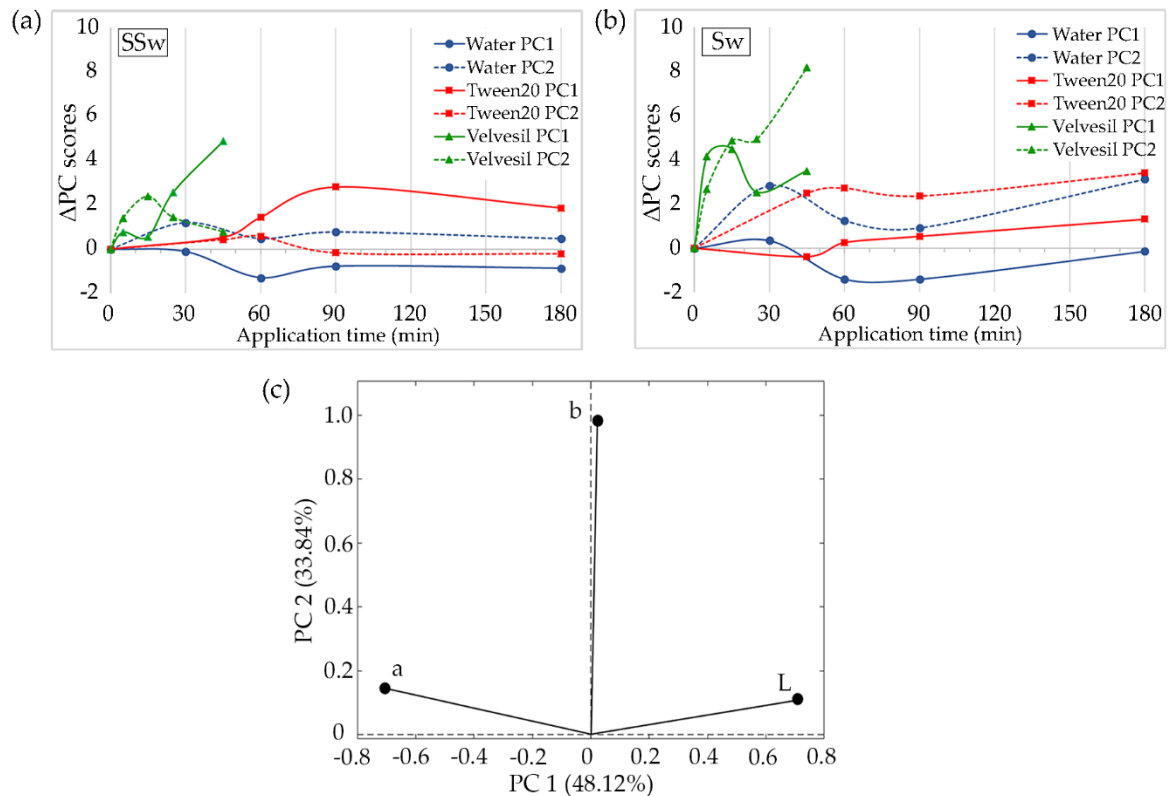 (a)
SSw
10
8
6
4
2
0
-2
ΔPC scores
Water PC1
Water PC2
Tween20 PC1
Tween20 PC2
Velvesil PC1
Velvesil PC2
0 30 60 90 120 150 180
Application time (min)
(b)
Sw
10
8
6
4
2
0
-2
ΔPC scores
Water PC1
Water PC2
Tween20 PC1
Tween20 PC2
Velvesil PC1
Velvesil PC2
0 30 60 90 120 150 180
Application time (min)
(c)
1.0
0.8
0.6
0.4
0.2
0
PC 2 (33.84%)
b
a
L
-0.8 -0.6 -0.4 -0.2 0 0.2 0.4 0.6 0.8
PC 1 (48.12%)